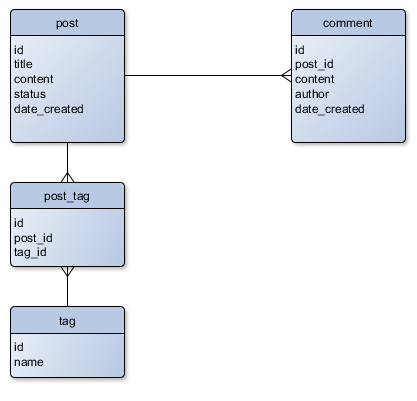 post
id
title
content
status
date_created
comment
id
post_id
content
author
date_created
post_tag
id
post_id
tag_id
tag
id
name